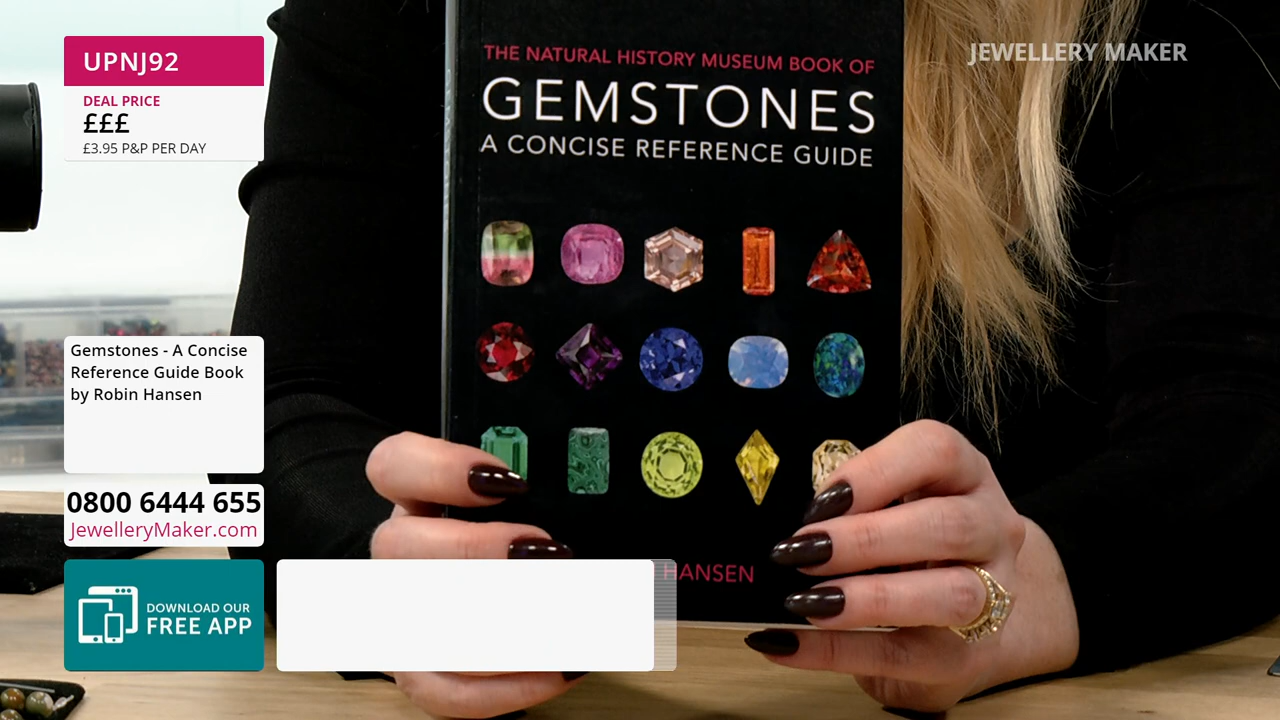 UPNJ92
DEAL PRICE
£££
£3.95 P&P PER DAY
Gemstones - A Concise
Reference Guide Book
by Robin Hansen
0800 6444 655
JewelleryMaker.com
DOWNLOAD OUR
FREE APP
JEWELLERY MAKER
THE NATURAL HISTORY MUSEUM BOOK OF
GEMSTONES
A CONCISE REFERENCE GUIDE
HANSEN